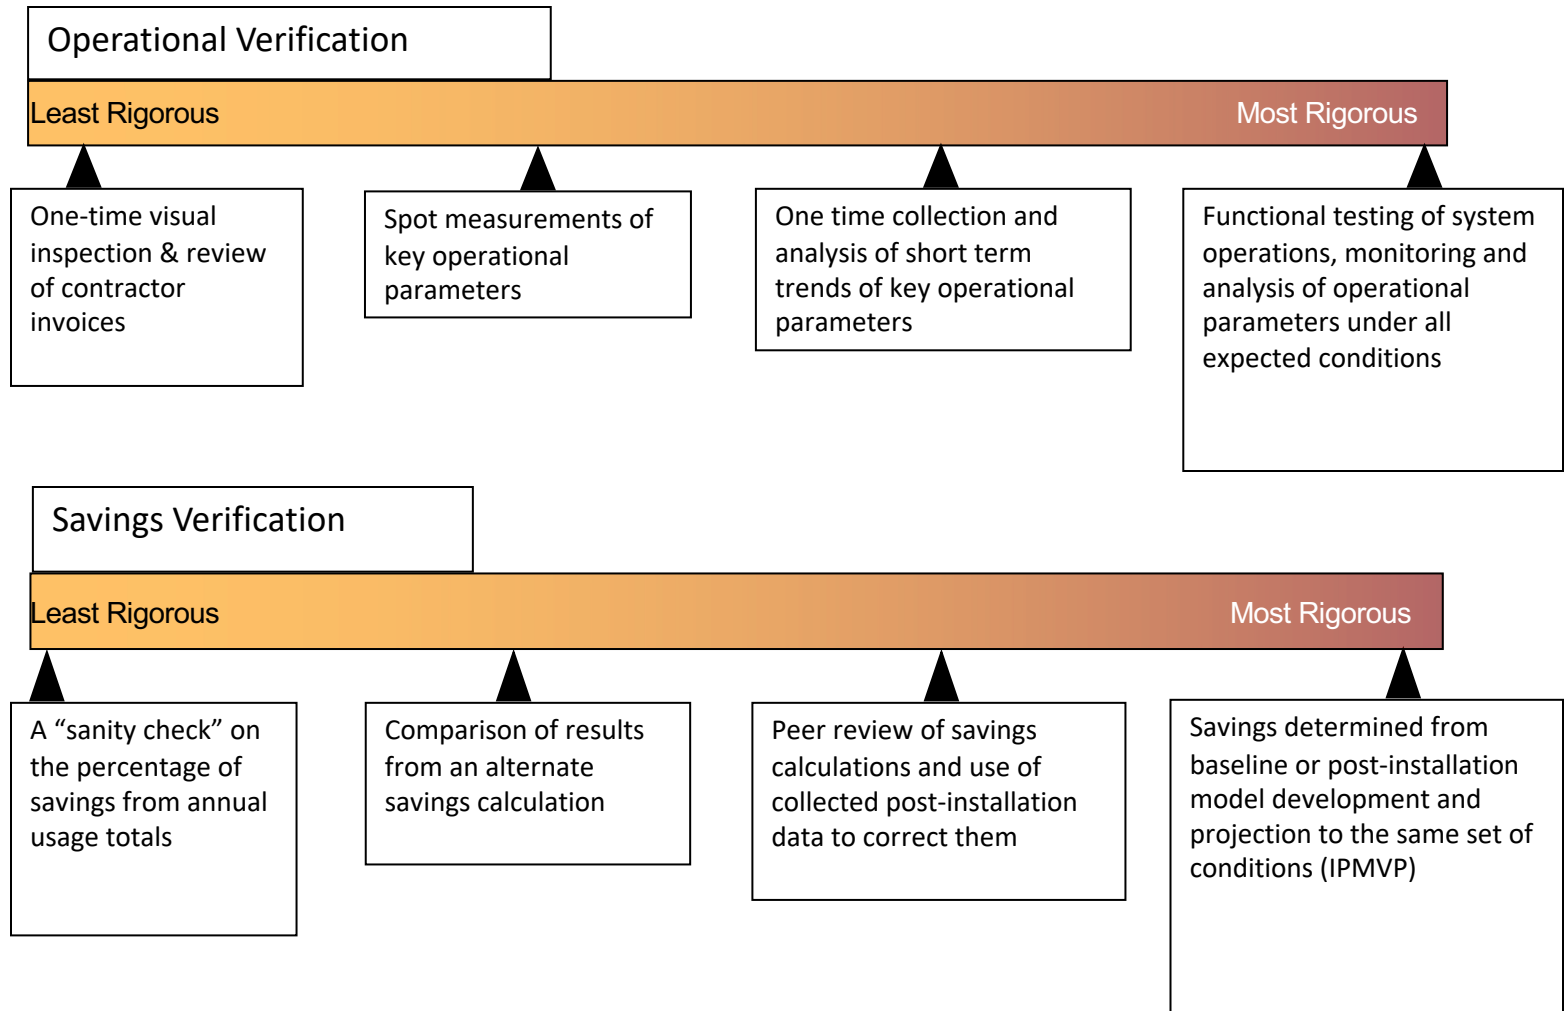 Operational Verification
Least Rigorous
Most Rigorous
One-time visual
inspection & review
of contractor
invoices
Spot measurements of
key operational
parameters
One time collection and
analysis of short term
trends of key operational
parameters
Functional testing of system
operations, monitoring and
analysis of operational
parameters under all
expected conditions
Savings Verification
Least Rigorous
Most Rigorous
A “sanity check” on
the percentage of
savings from annual
usage totals
Comparison of results
from an alternate
savings calculation
Peer review of savings
calculations and use of
collected post-installation
data to correct them
Savings determined from
baseline or post-installation
model development and
projection to the same set of
conditions (IPMVP)